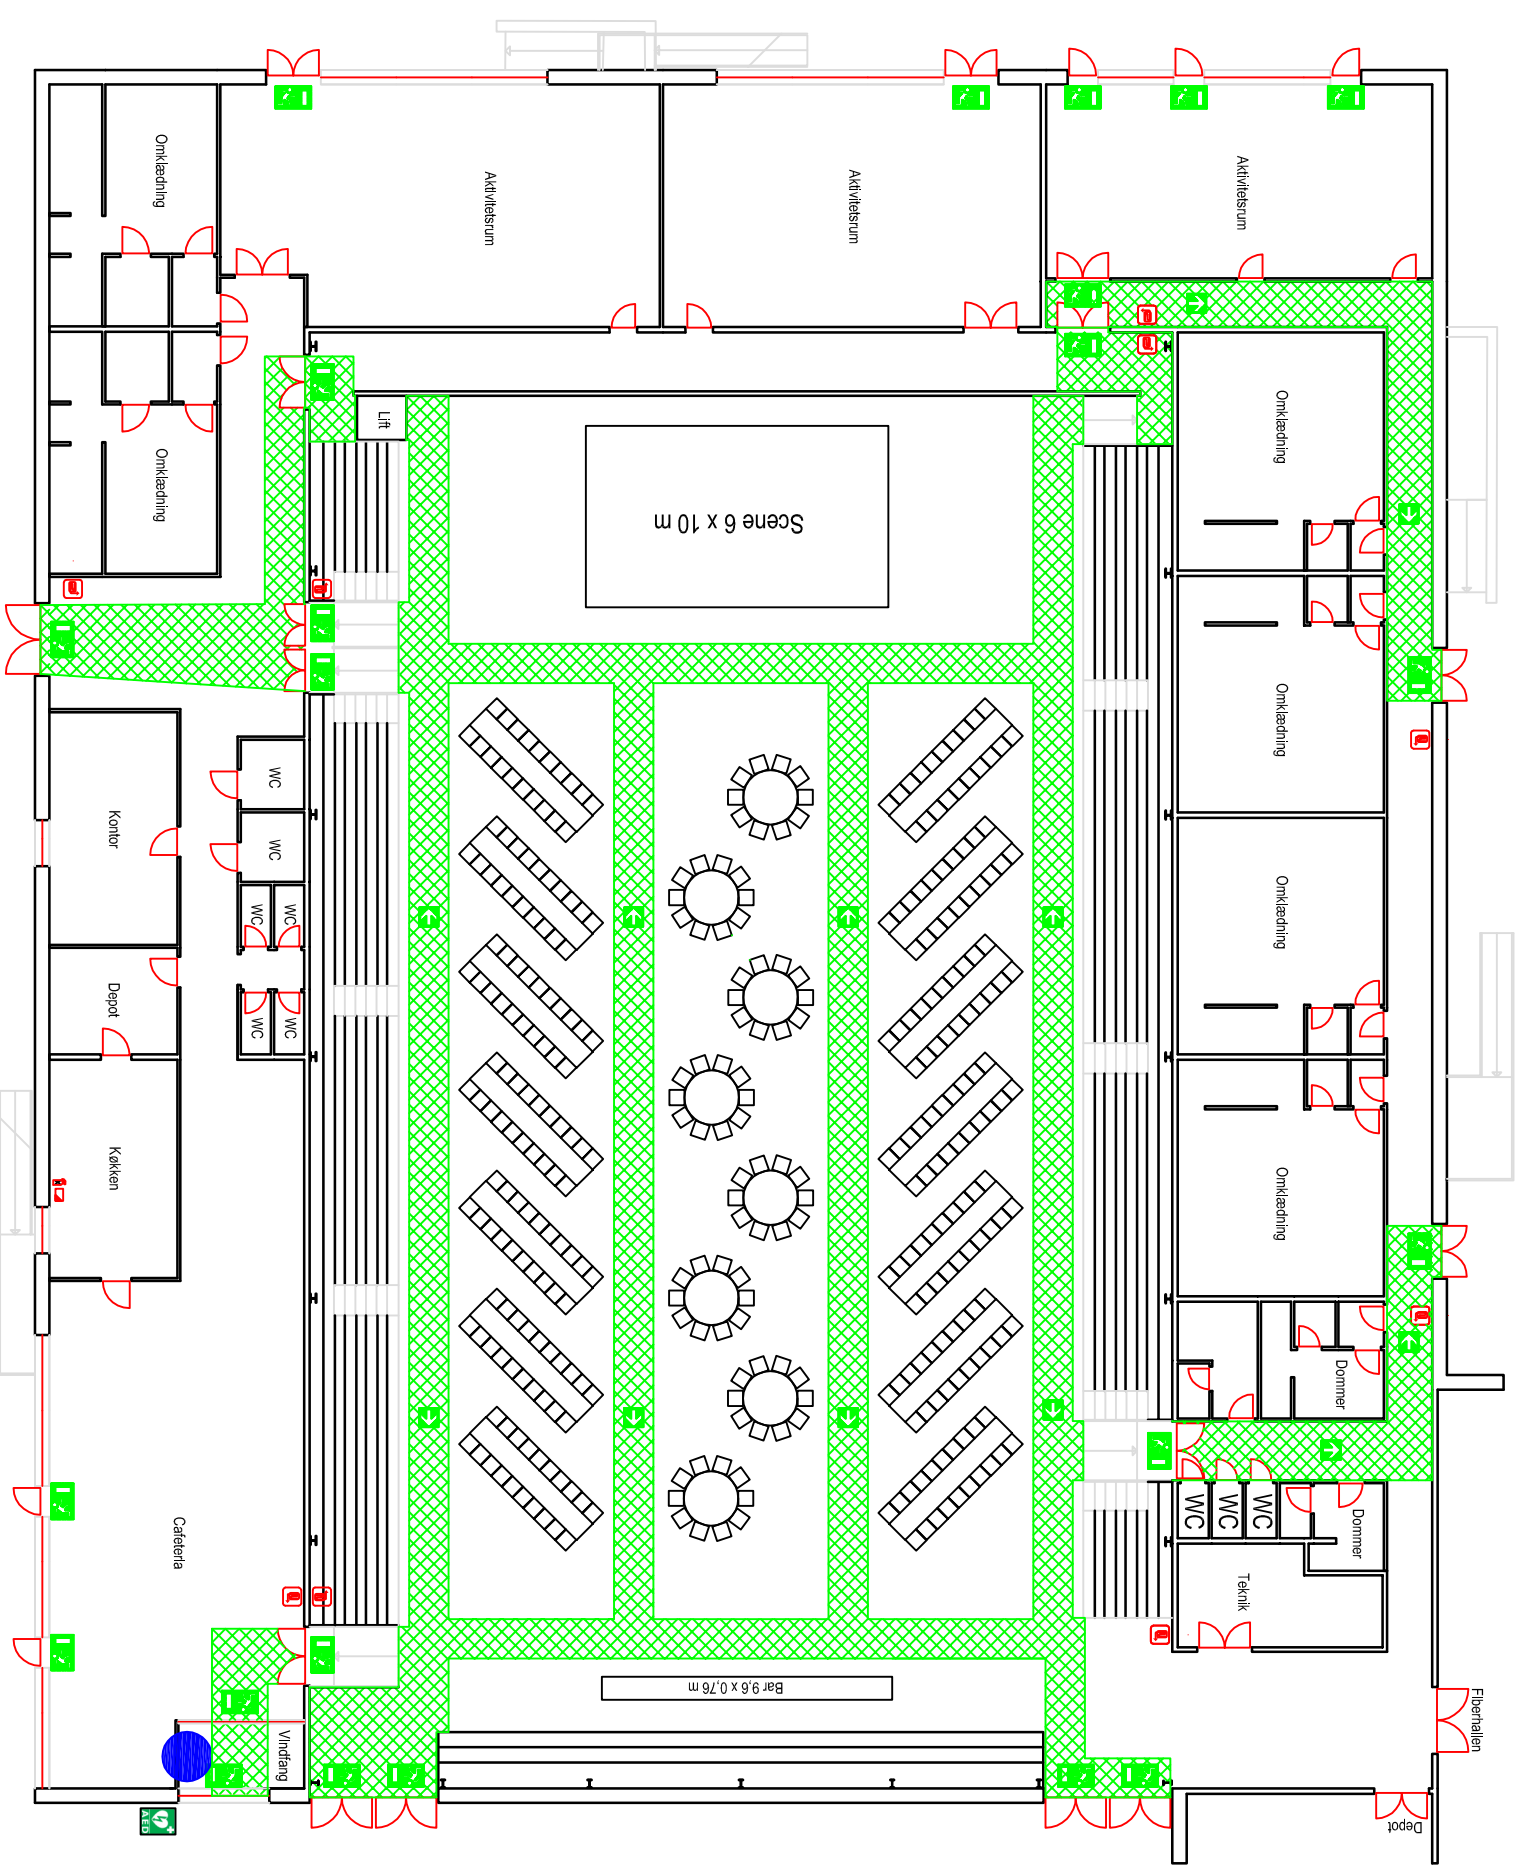 Omklædning
Aktivitetsrum
Aktivitetsrum
Aktivitetsrum
Omklædning
Lift
Scene 6 x 10 m
Omklædning
Omklædning
Kontor
WC
WC
WC
WC
Omklædning
Depot
WC
WC
Køkken
Omklædning
Dommer
Cafeteria
WC
WC
WC
Dommer
Teknik
Bar 9,6 x 0,76 m
Vindfang
Fiberhallen
AED
Depot